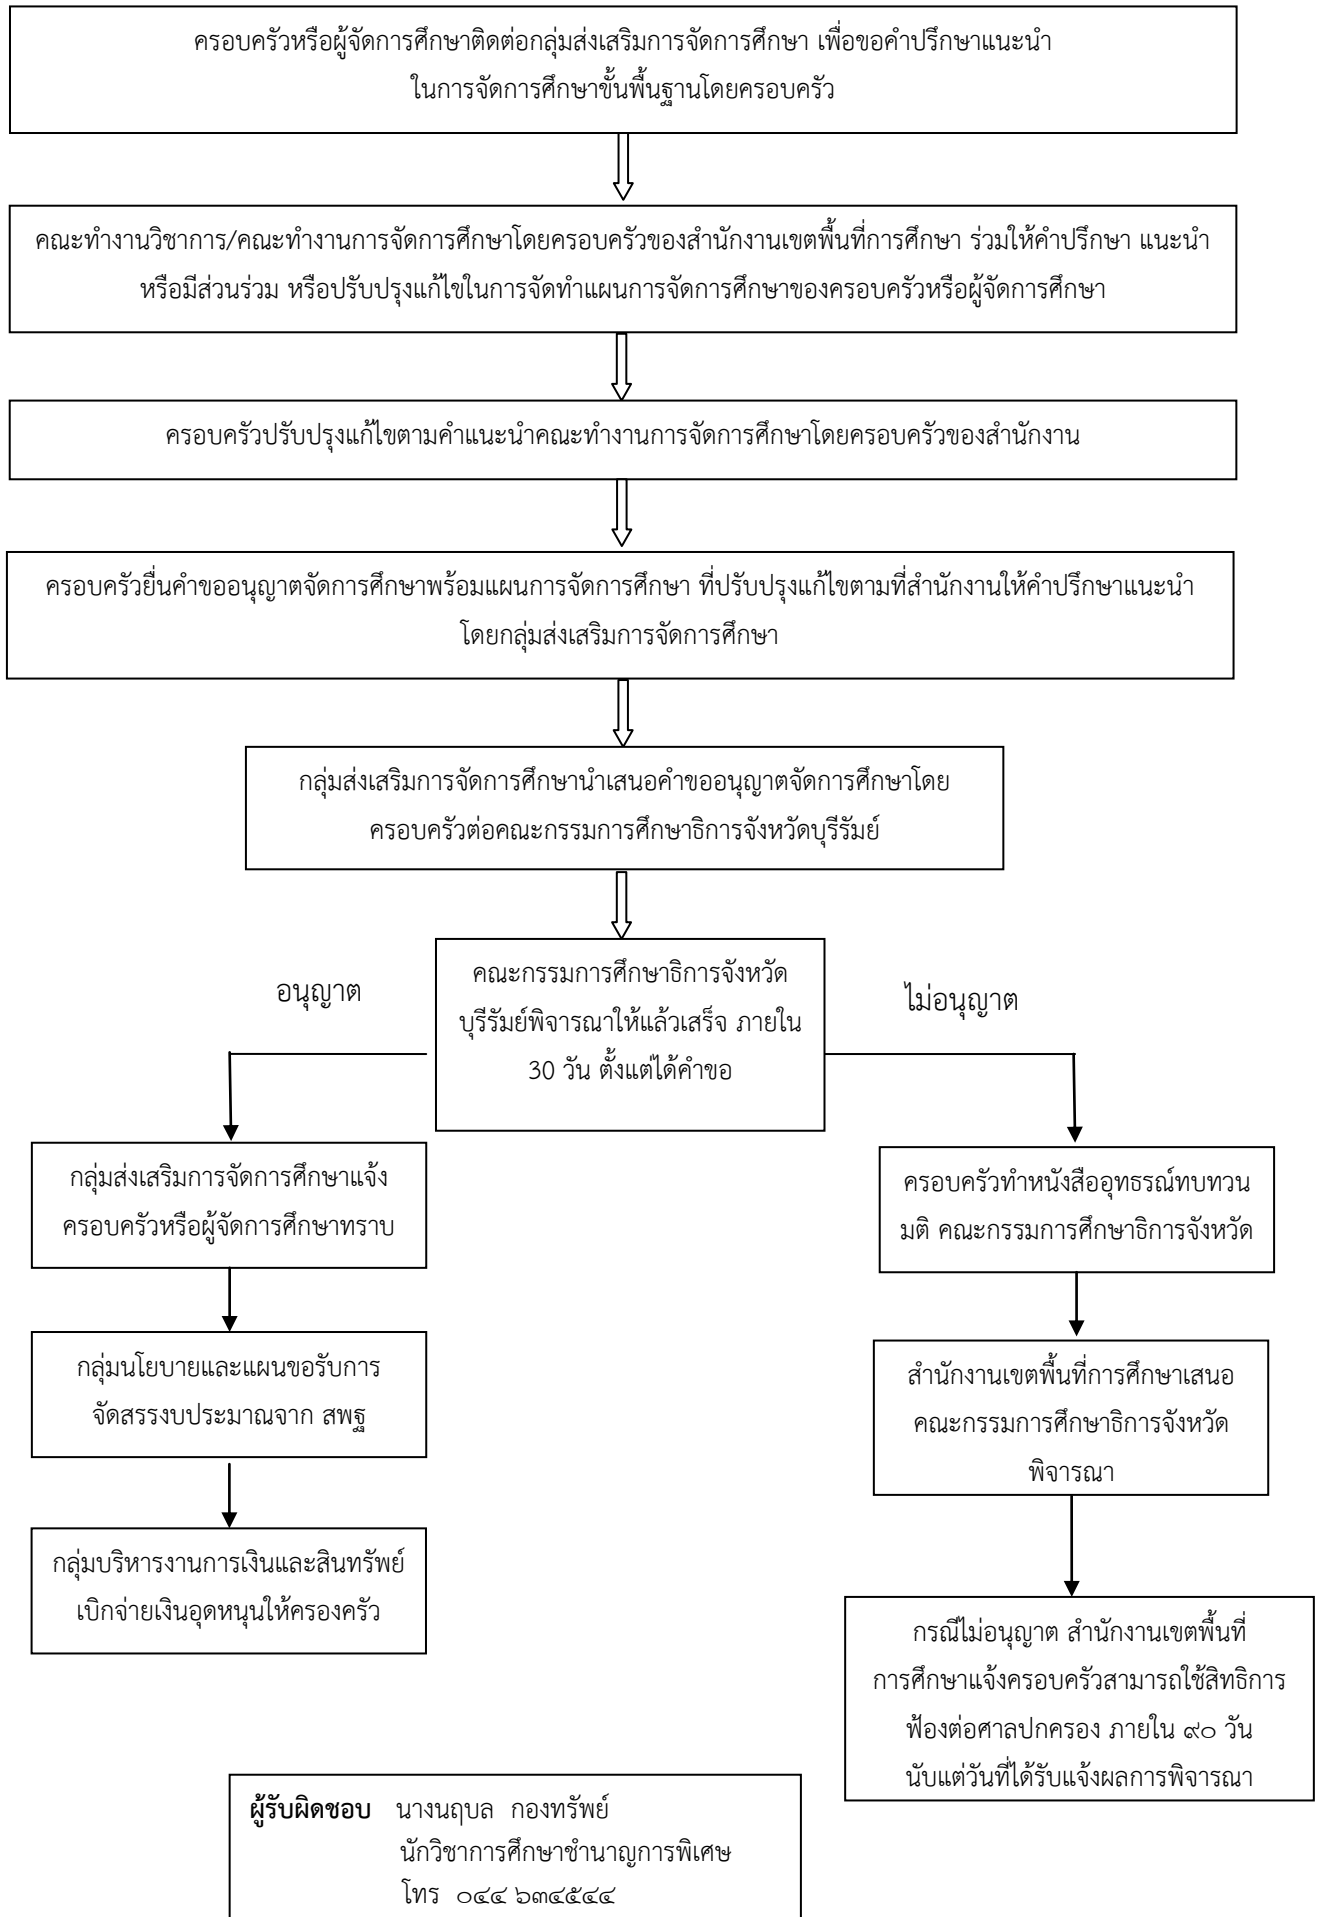 ครอบครัวหรือผู้จัดการศึกษาติดต่อกลุ่มส่งเสริมการจัดการศึกษา เพื่อขอคำปรึกษาแนะนำ
ในการจัดการศึกษาขั้นพื้นฐานโดยครอบครัว
คณะทำงานวิชาการ/คณะทำงานการจัดการศึกษาโดยครอบครัวของสำนักงานเขตพื้นที่การศึกษา ร่วมให้คำปรึกษา แนะนำ
หรือมีส่วนร่วม หรือปรับปรุงแก้ไขในการจัดทำแผนการจัดการศึกษาของครอบครัวหรือผู้จัดการศึกษา
ครอบครัวปรับปรุงแก้ไขตามคำแนะนำคณะทำงานการจัดการศึกษาโดยครอบครัวของสำนักงาน
ครอบครัวยื่นคำขออนุญาตจัดการศึกษาพร้อมแผนการจัดการศึกษา ที่ปรับปรุงแก้ไขตามที่สำนักงานให้คำปรึกษาแนะนำ
โดยกลุ่มส่งเสริมการจัดการศึกษา
กลุ่มส่งเสริมการจัดการศึกษานำเสนอคำขออนุญาตจัดการศึกษาโดย
ครอบครัวต่อคณะกรรมการศึกษาธิการจังหวัดบุรีรัมย์
คณะกรรมการศึกษาธิการจังหวัด
บุรีรัมย์พิจารณาให้แล้วเสร็จ ภายใน
30 วัน ตั้งแต่ได้คำขอ
อนุญาต
ไม่อนุญาต
กลุ่มส่งเสริมการจัดการศึกษาแจ้ง
ครอบครัวหรือผู้จัดการศึกษาทราบ
กลุ่มนโยบายและแผนขอรับการ
จัดสรรงบประมาณจาก สพฐ
กลุ่มบริหารงานการเงินและสินทรัพย์
เบิกจ่ายเงินอุดหนุนให้ครองครัว
ครอบครัวทำหนังสืออุทธรณ์ทบทวน
มติ คณะกรรมการศึกษาธิการจังหวัด
สำนักงานเขตพื้นที่การศึกษาเสนอ
คณะกรรมการศึกษาธิการจังหวัด
พิจารณา
กรณีไม่อนุญาต สำนักงานเขตพื้นที่
การศึกษาแจ้งครอบครัวสามารถใช้สิทธิการ
ฟ้องต่อศาลปกครอง ภายใน ๙๐ วัน
นับแต่วันที่ได้รับแจ้งผลการพิจารณา
ผู้รับผิดชอบ นางนฤบล กองทรัพย์
นักวิชาการศึกษาชำนาญการพิเศษ
โทร ๐๔๔ ๖๓๔๕๔๔